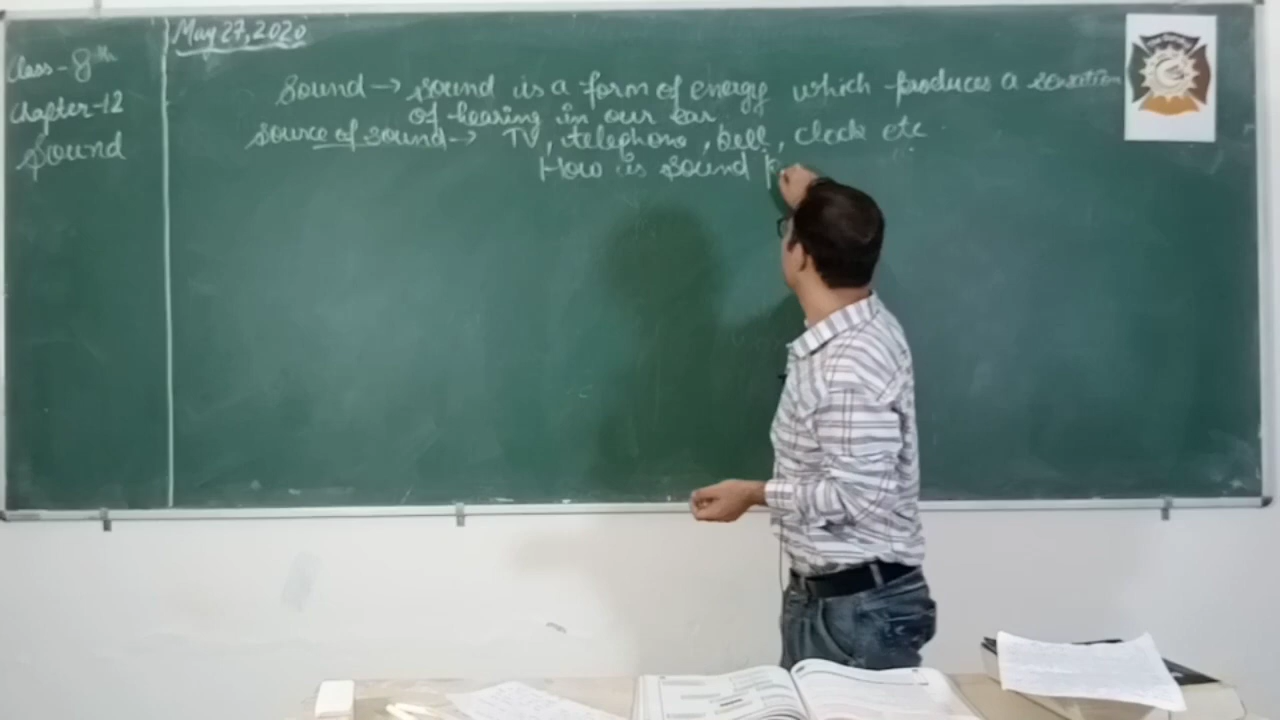 Class - 8th
Chapter-12
Sound
May 27, 2020
Sound → sound is a form of energy which produces a sensation
of hearing in our ear
Source of sound → TV, telephone, bell, clock etc
How is sound p